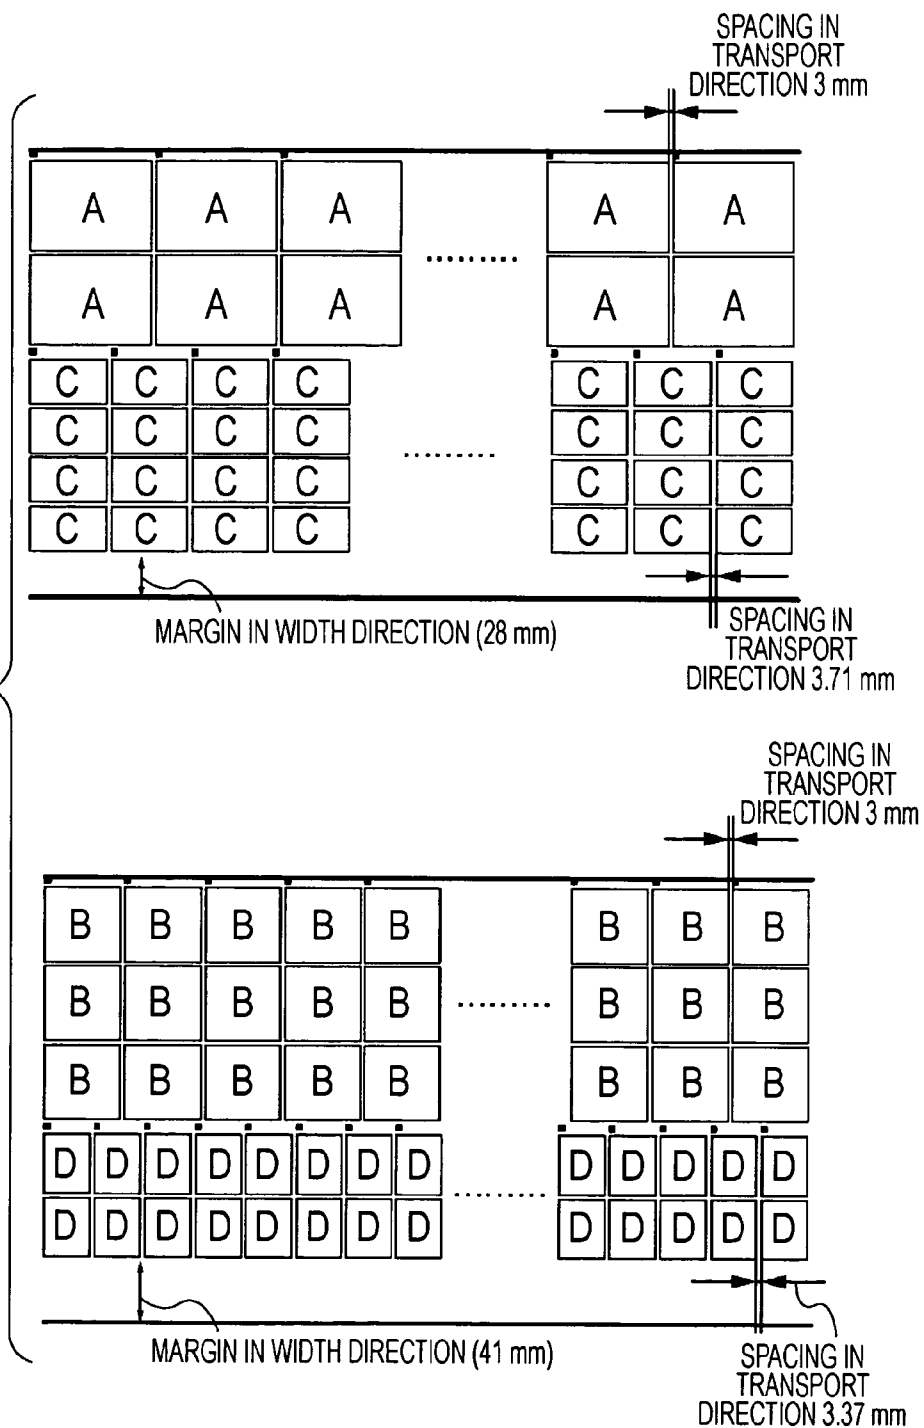 SPACING IN
TRANSPORT
DIRECTION 3 mm
A A A A A
A A A A A
C C C C C C C
C C C C C C C
C C C C C C C
C C C C C C C
MARGIN IN WIDTH DIRECTION (28 mm)
SPACING IN
TRANSPORT
DIRECTION 3.71 mm
SPACING IN
TRANSPORT
DIRECTION 3 mm
B B B B B B B B
B B B B B B B B
B B B B B B B B
D D D D D D D D D D D D D
D D D D D D D D D D D D D
MARGIN IN WIDTH DIRECTION (41 mm)
SPACING IN
TRANSPORT
DIRECTION 3.37 mm